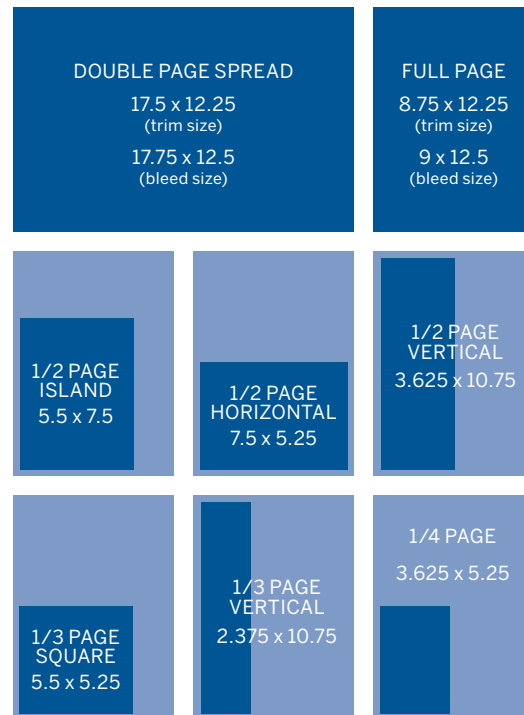 DOUBLE PAGE SPREAD
17.5 x 12.25
(trim size)
17.75 x 12.5
(bleed size)
FULL PAGE
8.75 x 12.25
(trim size)
9 x 12.5
(bleed size)
1/2 PAGE
ISLAND
5.5 x 7.5
1/2 PAGE
HORIZONTAL
7.5 x 5.25
1/2 PAGE
VERTICAL
3.625 x 10.75
1/3 PAGE
SQUARE
5.5 x 5.25
1/3 PAGE
VERTICAL
2.375 x 10.75
1/4 PAGE
3.625 x 5.25